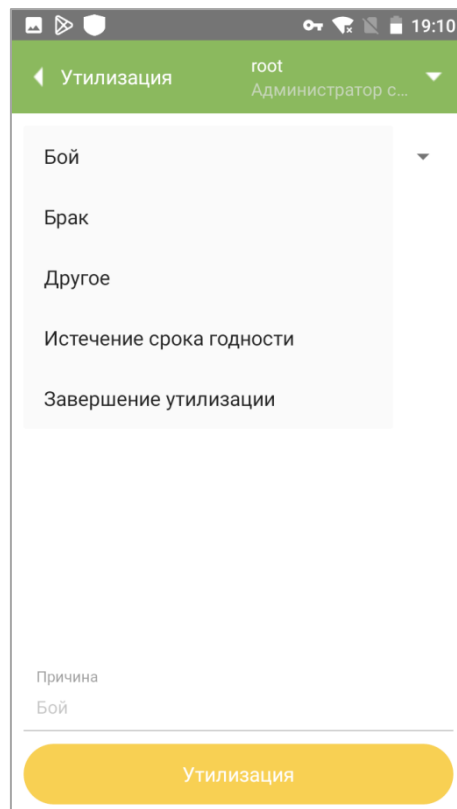 19:10
Утилизация
root
Администратор с...
Бой
Брак
Другое
Истечение срока годности
Завершение утилизации
Причина
Бой
Утилизация